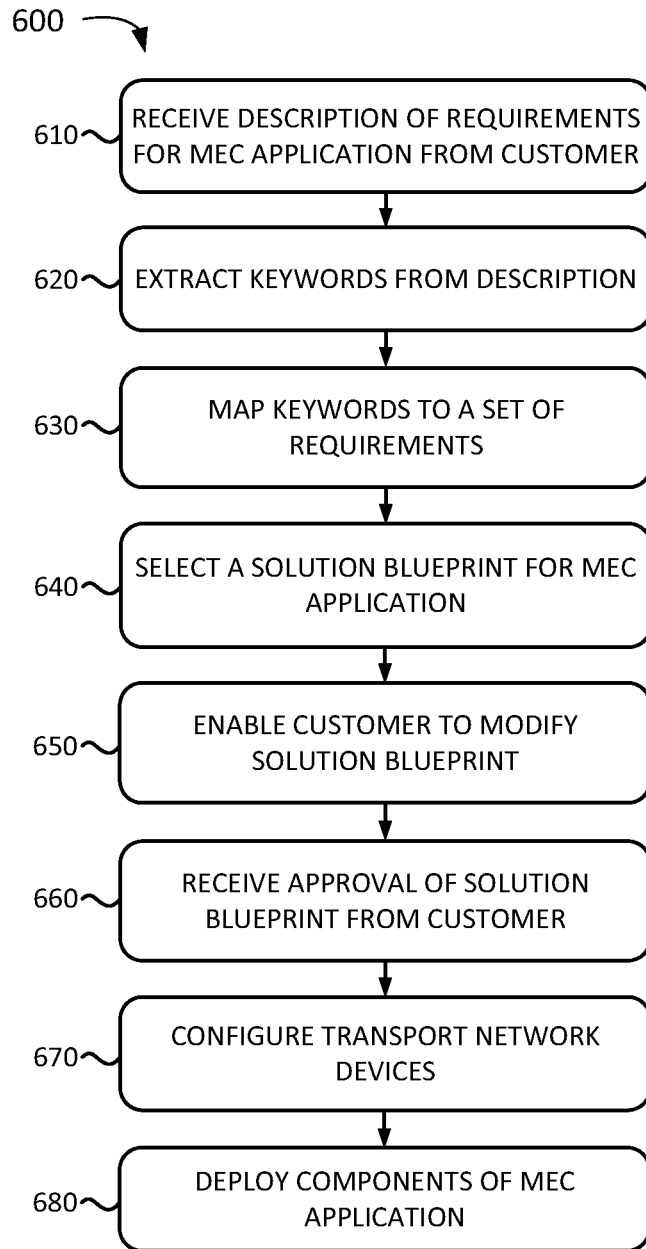 600
610
RECEIVE DESCRIPTION OF REQUIREMENTS
FOR MEC APPLICATION FROM CUSTOMER
620
EXTRACT KEYWORDS FROM DESCRIPTION
630
MAP KEYWORDS TO A SET OF
REQUIREMENTS
640
SELECT A SOLUTION BLUEPRINT FOR MEC
APPLICATION
650
ENABLE CUSTOMER TO MODIFY
SOLUTION BLUEPRINT
660
RECEIVE APPROVAL OF SOLUTION
BLUEPRINT FROM CUSTOMER
670
CONFIGURE TRANSPORT NETWORK
DEVICES
680
DEPLOY COMPONENTS OF MEC
APPLICATION